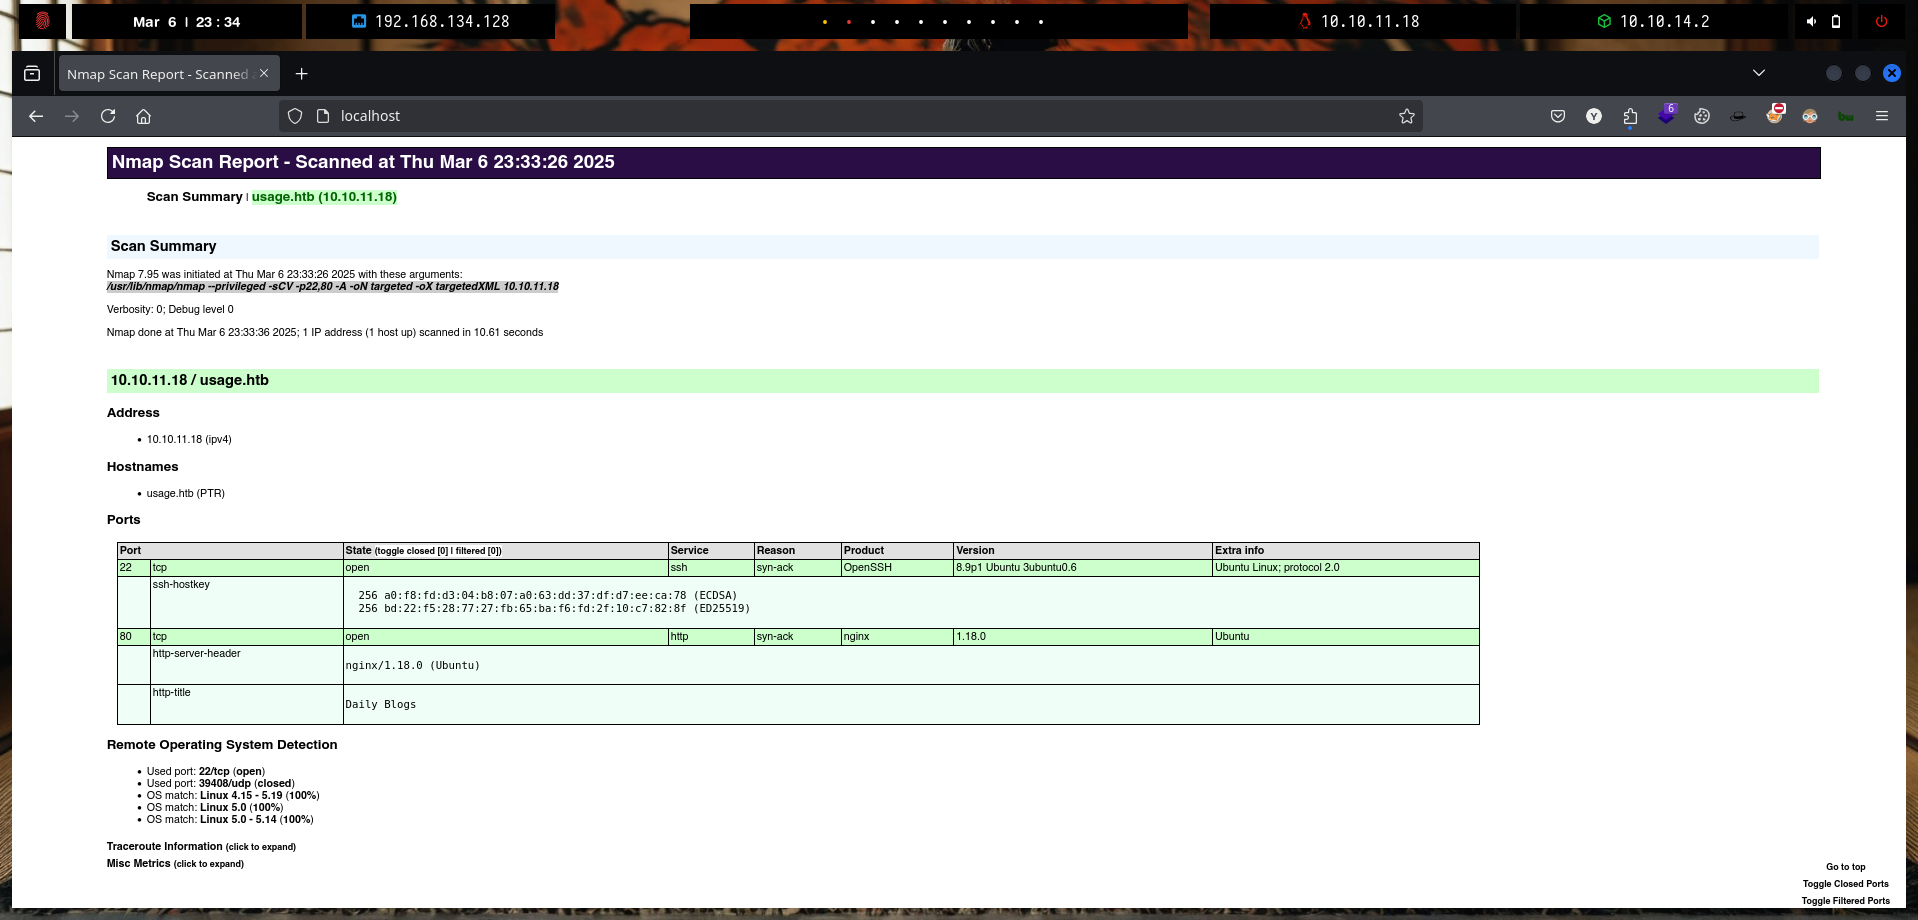 Mar 6 | 23:34
192.168.134.128
10.10.11.18
10.10.14.2
Nmap Scan Report - Scanned
localhost
Y
6
Nmap Scan Report - Scanned at Thu Mar 6 23:33:26 2025
Scan Summary | usage.htb (10.10.11.18)
Scan Summary
Nmap 7.95 was initiated at Thu Mar 6 23:33:26 2025 with these arguments:
/usr/lib/nmap/nmap --privileged -sCV -p22,80 -A -oN targeted -oX targetedXML 10.10.11.18
Verbosity: 0; Debug level 0
Nmap done at Thu Mar 6 23:33:36 2025; 1 IP address (1 host up) scanned in 10.61 seconds
10.10.11.18 / usage.htb
Address
• 10.10.11.18 (ipv4)
Hostnames
• usage.htb (PTR)
Ports
Port State (toggle closed [0] | filtered [0]) Service Reason Product Version Extra info
22 tcp open ssh syn-ack OpenSSH 8.9p1 Ubuntu 3ubuntu0.6 Ubuntu Linux; protocol 2.0
ssh-hostkey
256 a0:f8:fd:d3:04:b8:07:a0:63:dd:37:df:d7:ee:ca:78 (ECDSA)
256 bd:22:f5:28:77:27:fb:65:ba:f6:fd:2f:10:c7:82:8f (ED25519)
80 tcp open http syn-ack nginx 1.18.0 Ubuntu
http-server-header
nginx/1.18.0 (Ubuntu)
http-title
Daily Blogs
Remote Operating System Detection
• Used port: 22/tcp (open)
• Used port: 39408/udp (closed)
• OS match: Linux 4.15 - 5.19 (100%)
• OS match: Linux 5.0 (100%)
• OS match: Linux 5.0 - 5.14 (100%)
Traceroute Information (click to expand)
Misc Metrics (click to expand)
Go to top
Toggle Closed Ports
Toggle Filtered Ports